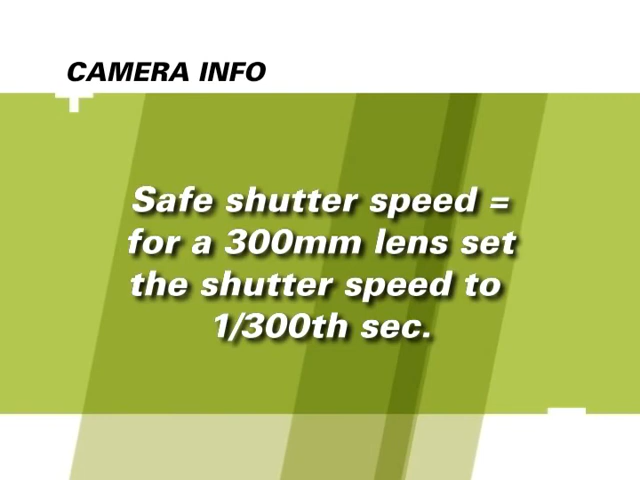 CAMERA INFO
Safe shutter speed =
for a 300mm lens set
the shutter speed to
1/300th sec.